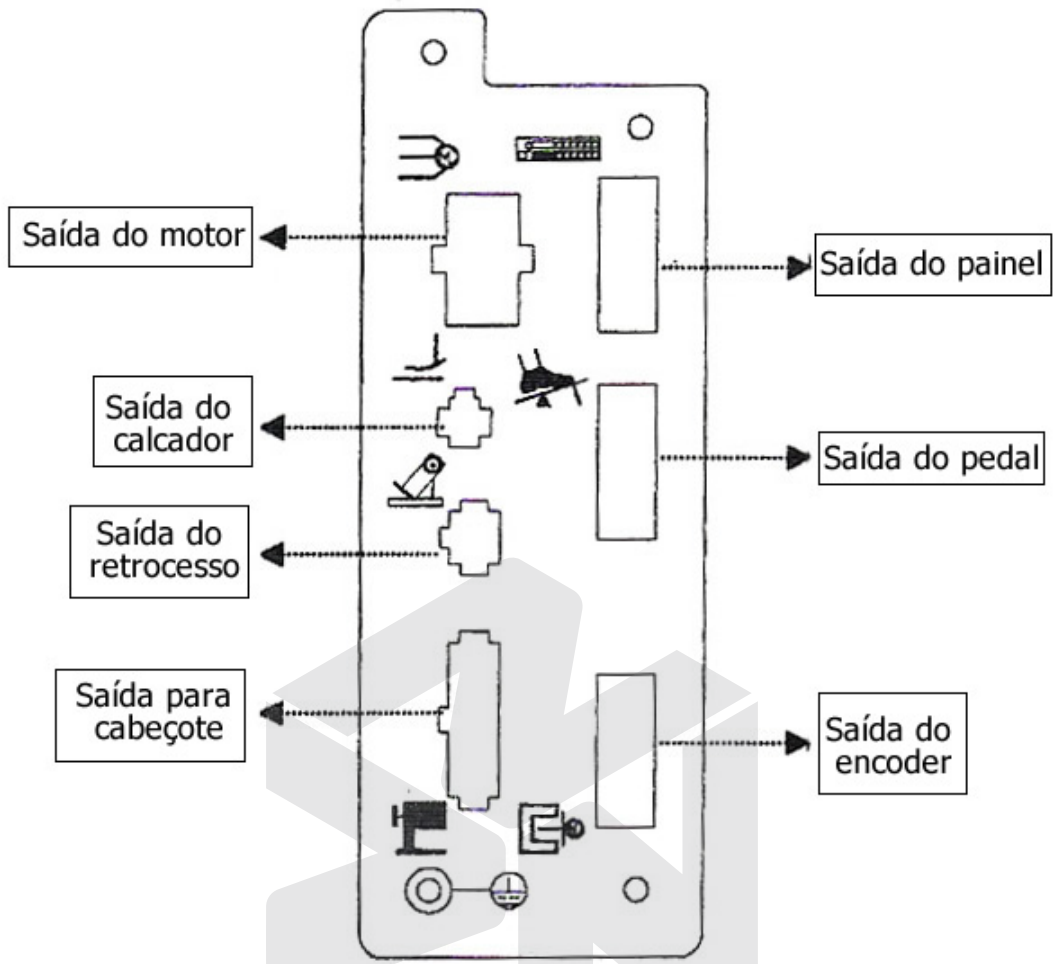 Saída do motor
Saída do painel
Saída do
calcador
Saída do pedal
Saída do
retrocesso
Saída para
cabeçote
Saída do
encoder